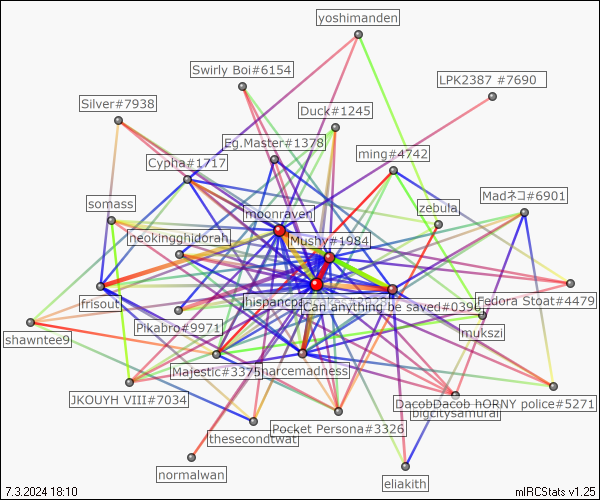 yoshimanden
Swirly Boi#6154
LPK2387 #7690
Silver#7938
Duck#1245
Eg.Master#1378
Cypha#1717
ming#4742
Madネコ#6901
somass
zebula
moonraven
neokingghidorah
Mushy#1984
frisout
hispancp
Can anything be saved#0396
Fedora Stoat#4479
Pikabro#9971
mukszi
shawntee9
Majestic#3375
narcemadness
JKOUYH VIII#7034
DacobDacob hORNY police#5271
bigcitysamurai
Pocket Persona#3326
thesecondtwat
normalwan
eliakith
7.3.2024 18:10
mIRCStats v1.25